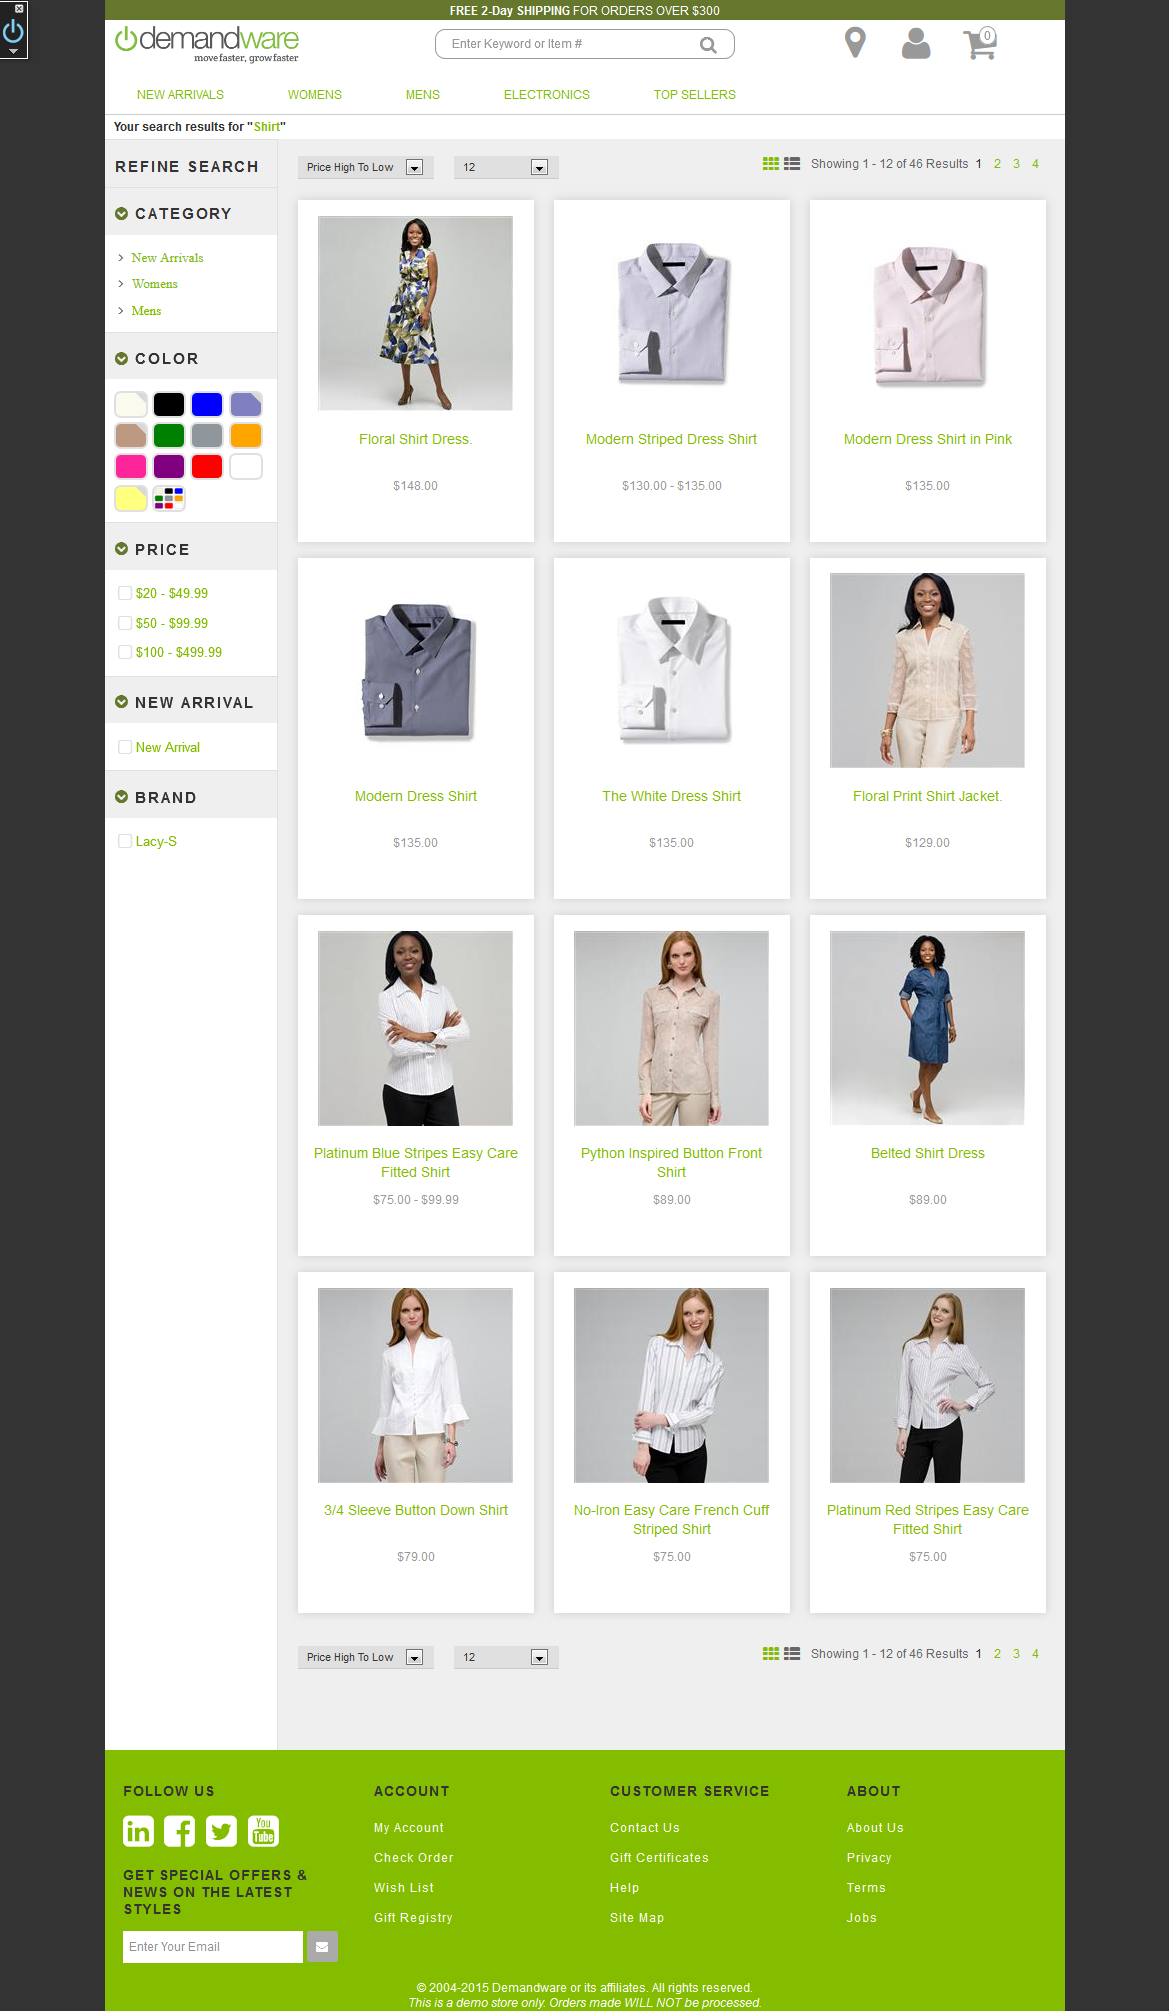 FREE 2-Day SHIPPING FOR ORDERS OVER $300
demandware
move faster, grow faster
Enter Keyword or Item #
0
NEW ARRIVALS WOMENS MENS ELECTRONICS TOP SELLERS
Your search results for "Shirt"
REFINE SEARCH
CATEGORY
New Arrivals
Womens
Mens
COLOR
PRICE
$20 - $49.99
$50 - $99.99
$100 - $499.99
NEW ARRIVAL
New Arrival
BRAND
Lacy-S
Price High To Low 12 Showing 1 - 12 of 46 Results 1 2 3 4
Floral Shirt Dress.
$148.00
Modern Striped Dress Shirt
$130.00 - $135.00
Modern Dress Shirt in Pink
$135.00
Modern Dress Shirt
$135.00
The White Dress Shirt
$135.00
Floral Print Shirt Jacket.
$129.00
Platinum Blue Stripes Easy Care
Fitted Shirt
$75.00 - $99.99
Python Inspired Button Front
Shirt
$89.00
Belted Shirt Dress
$89.00
3/4 Sleeve Button Down Shirt
$79.00
No-Iron Easy Care French Cuff
Striped Shirt
$75.00
Platinum Red Stripes Easy Care
Fitted Shirt
$75.00
Price High To Low 12 Showing 1 - 12 of 46 Results 1 2 3 4
FOLLOW US
in
You
Tube
GET SPECIAL OFFERS &
NEWS ON THE LATEST
STYLES
Enter Your Email
ACCOUNT
My Account
Check Order
Wish List
Gift Registry
CUSTOMER SERVICE
Contact Us
Gift Certificates
Help
Site Map
ABOUT
About Us
Privacy
Terms
Jobs
© 2004-2015 Demandware or its affiliates. All rights reserved.
This is a demo store only. Orders made WILL NOT be processed.